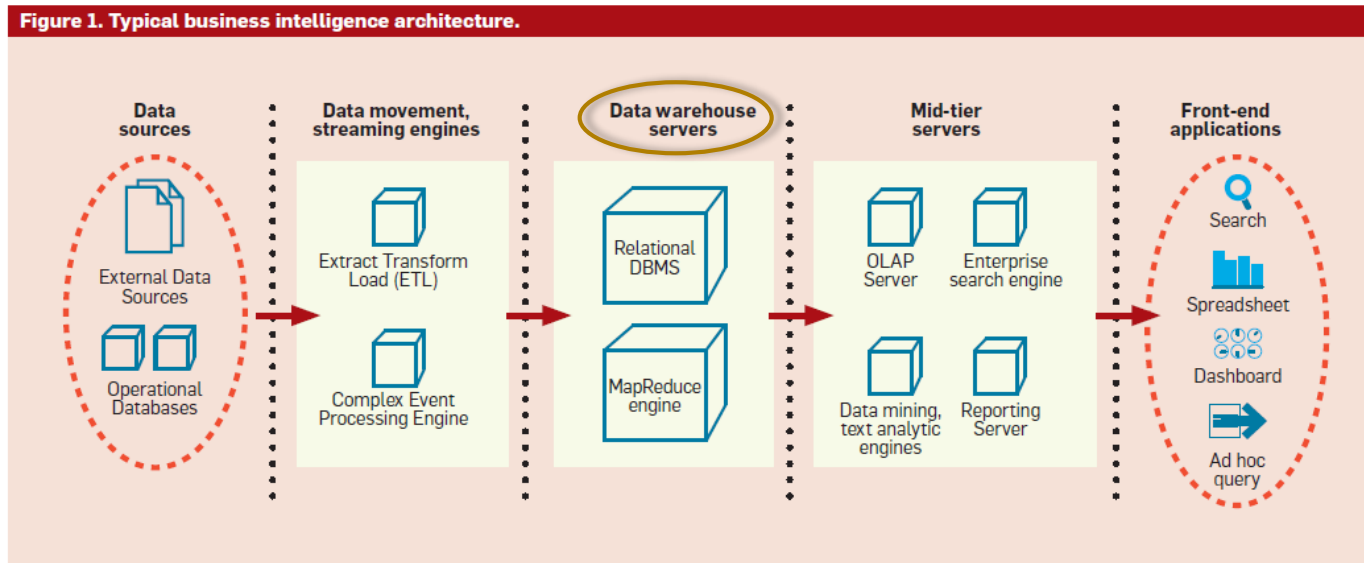 Figure 1. Typical business intelligence architecture.
Data
sources
External Data
Sources
Operational
Databases
Data movement,
streaming engines
Extract Transform
Load (ETL)
Complex Event
Processing Engine
Data warehouse
servers
Relational
DBMS
MapReduce
engine
Mid-tier
servers
OLAP
Server
Enterprise
search engine
Data mining,
text analytic
engines
Reporting
Server
Front-end
applications
Search
Spreadsheet
Dashboard
Ad hoc
query